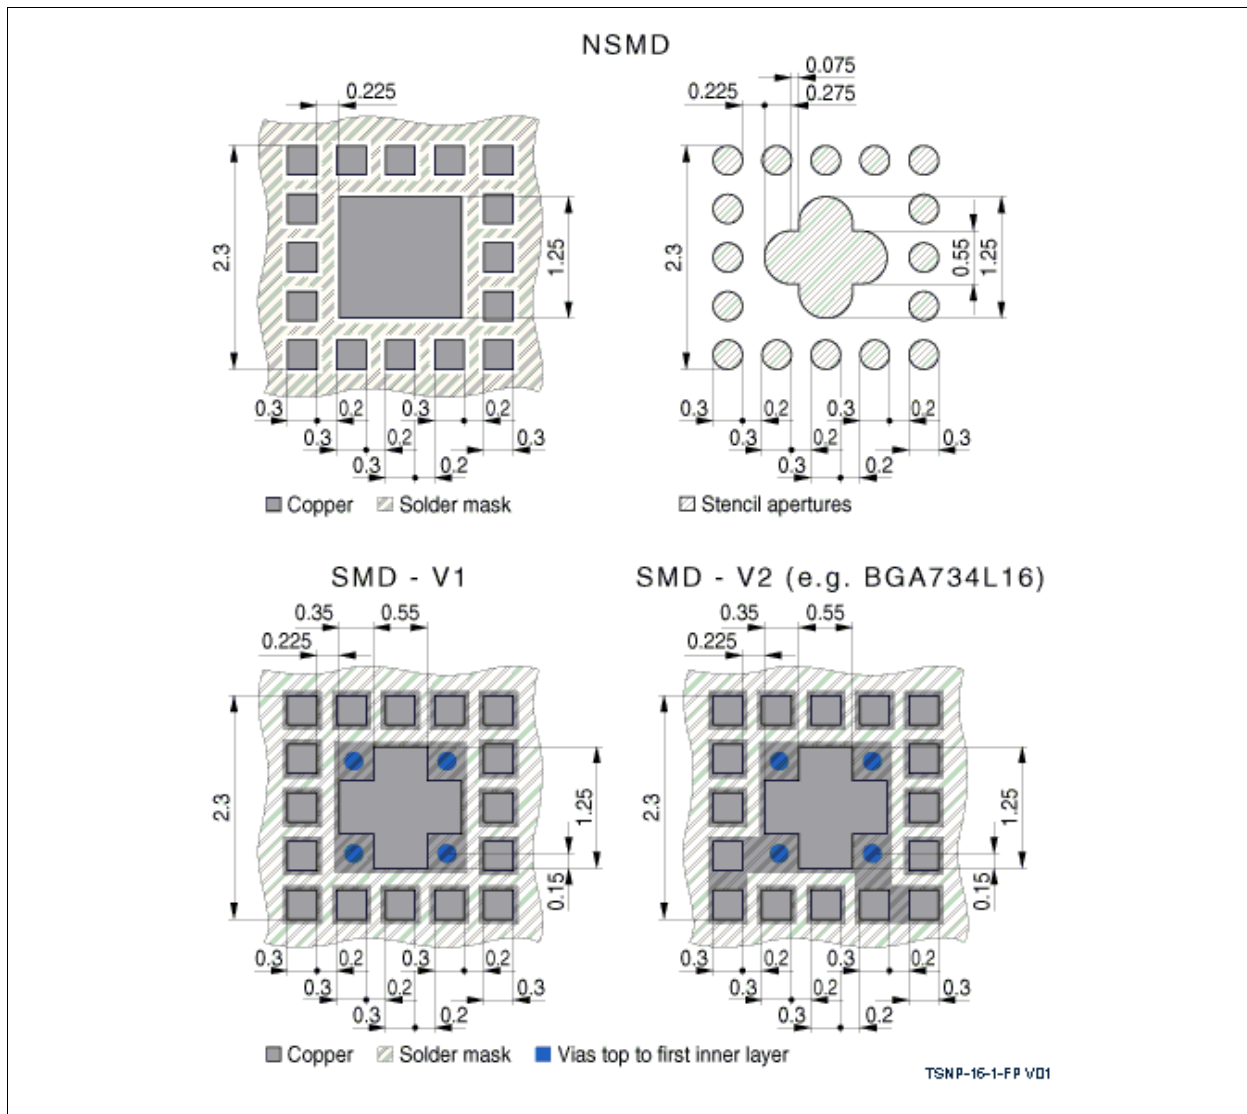 NSMD
0.075
0.225 0.225 0.275
2.3 1.25 2.3 0.55 1.25
0.3 0.2 0.3 0.2 0.3 0.2 0.3 0.2
0.3 0.2 0.3 0.3 0.2 0.3
0.3 0.2 0.3 0.2
Copper Solder mask Stencil apertures
SMD - V1 SMD - V2 (e.g. BGA734L16)
0.35 0.55 0.35 0.55
0.225 0.225
2.3 1.25 2.3 1.25
0.15 0.15
0.3 0.2 0.3 0.2 0.3 0.2 0.3 0.2
0.3 0.2 0.3 0.3 0.2 0.3
0.3 0.2 0.3 0.2
Copper Solder mask Vias top to first inner layer
TSNP-16-1-FP V01